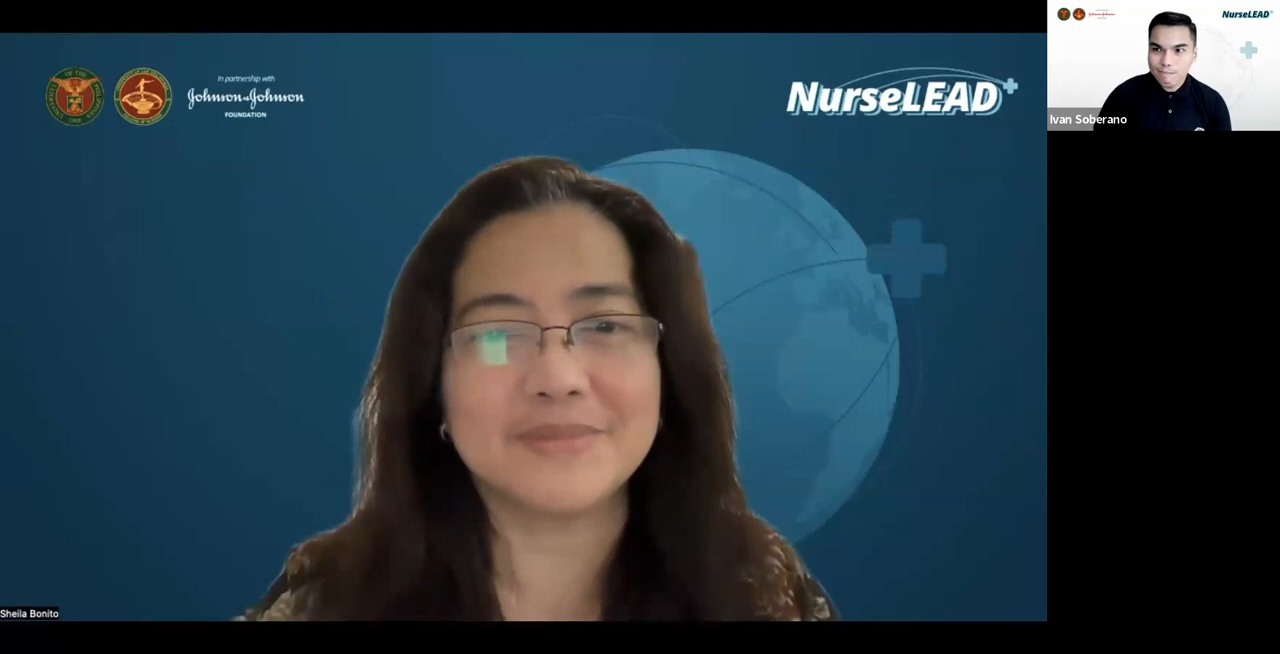 In partnership with
Johnson & Johnson
FOUNDATION
NurseLEAD
Sheila Bonito
NurseLEAD
Ivan Soberano